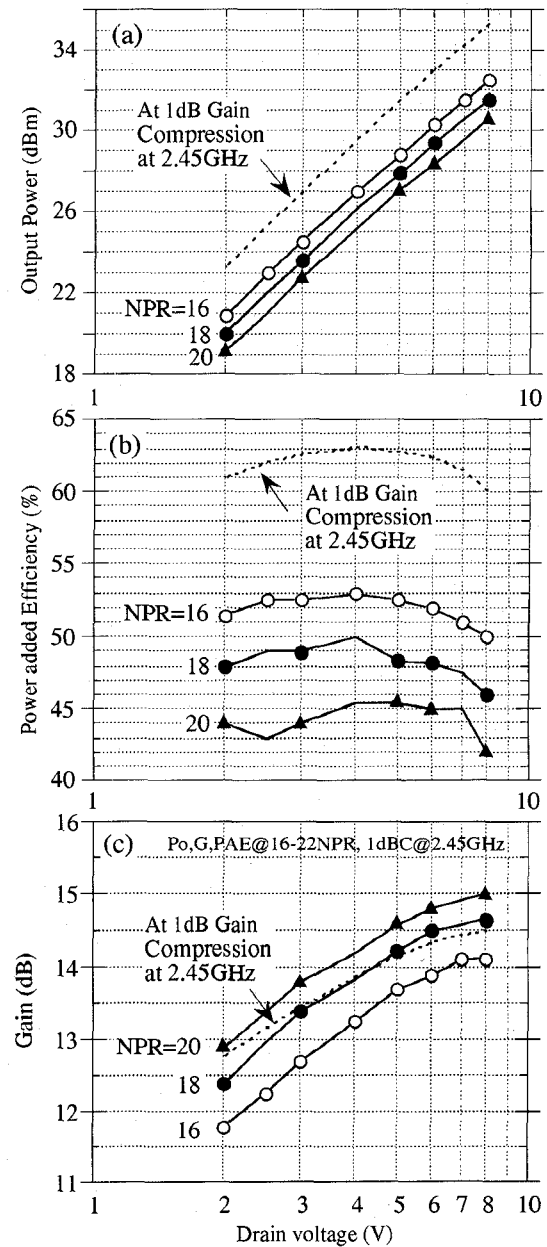 (a)
34
30
26
22
18
Output Power (dBm)
At 1dB Gain
Compression
at 2.45GHz
NPR=16
18
20
1
10
(b)
65
60
55
50
45
40
Power added Efficiency (%)
At 1dB Gain
Compression
at 2.45GHz
NPR=16
18
20
1
10
(c)
Po,G,PAE@16-22NPR, 1dBC@2.45GHz
16
15
14
13
12
11
Gain (dB)
At 1dB Gain
Compression
at 2.45GHz
NPR=20
18
16
1 2 3 4 5 6 7 8 10
Drain voltage (V)